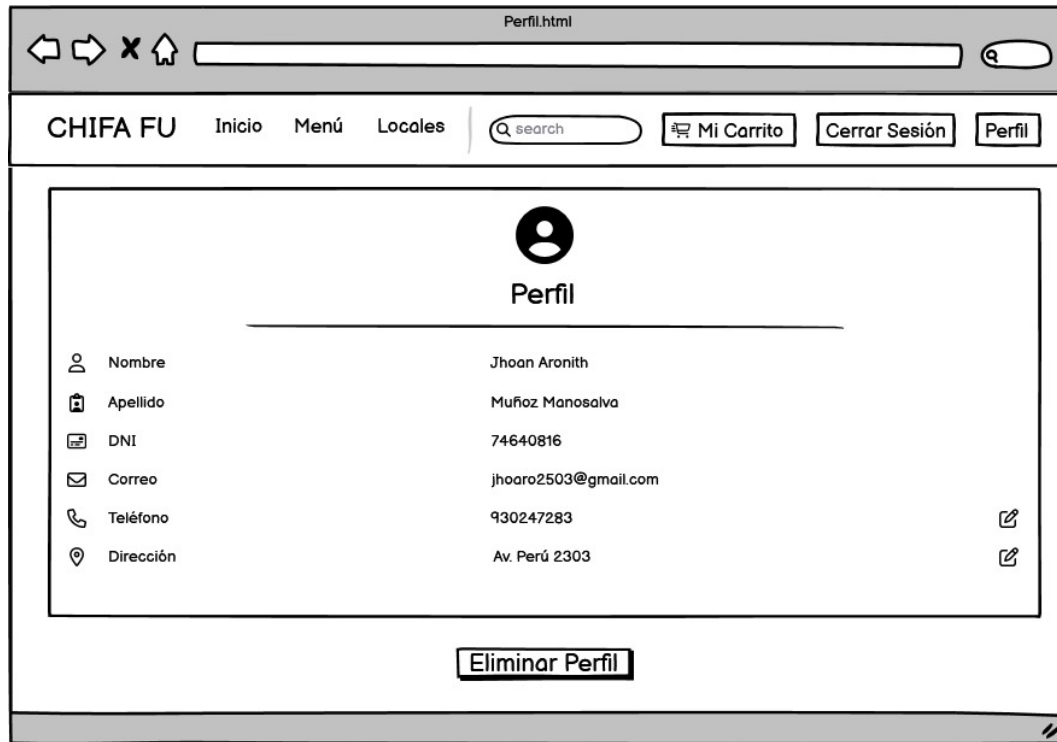 Perfil.html
CHIFA FU Inicio Menú Locales search Mi Carrito Cerrar Sesión Perfil
Perfil
Nombre Jhoan Aronith
Apellido Muñoz Manosalva
DNI 74640816
Correo jhoaro2503@gmail.com
Teléfono 930247283
Dirección Av. Perú 2303
Eliminar Perfil